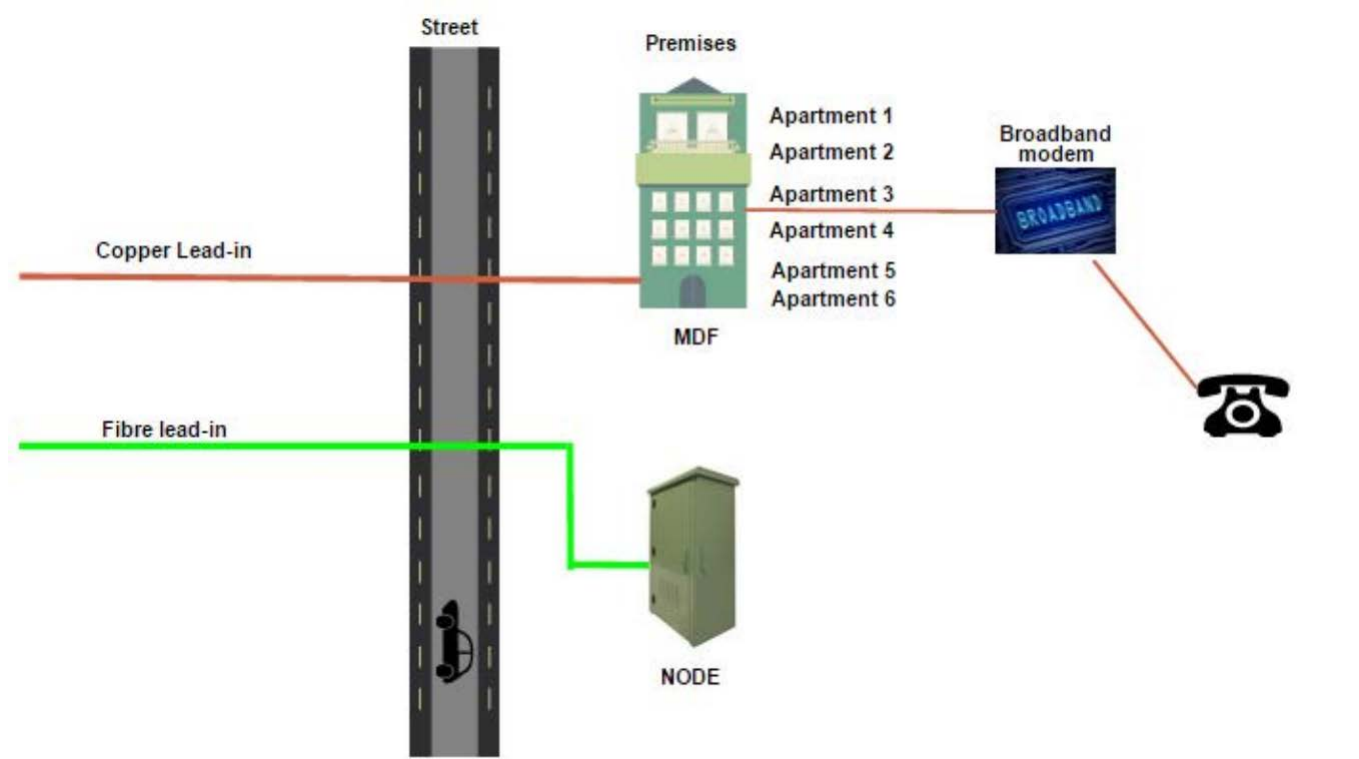 Street
Premises
Apartment 1
Apartment 2
Apartment 3
Apartment 4
Apartment 5
Apartment 6
MDF
Broadband
modem
BROADBAND
Copper Lead-in
Fibre lead-in
NODE